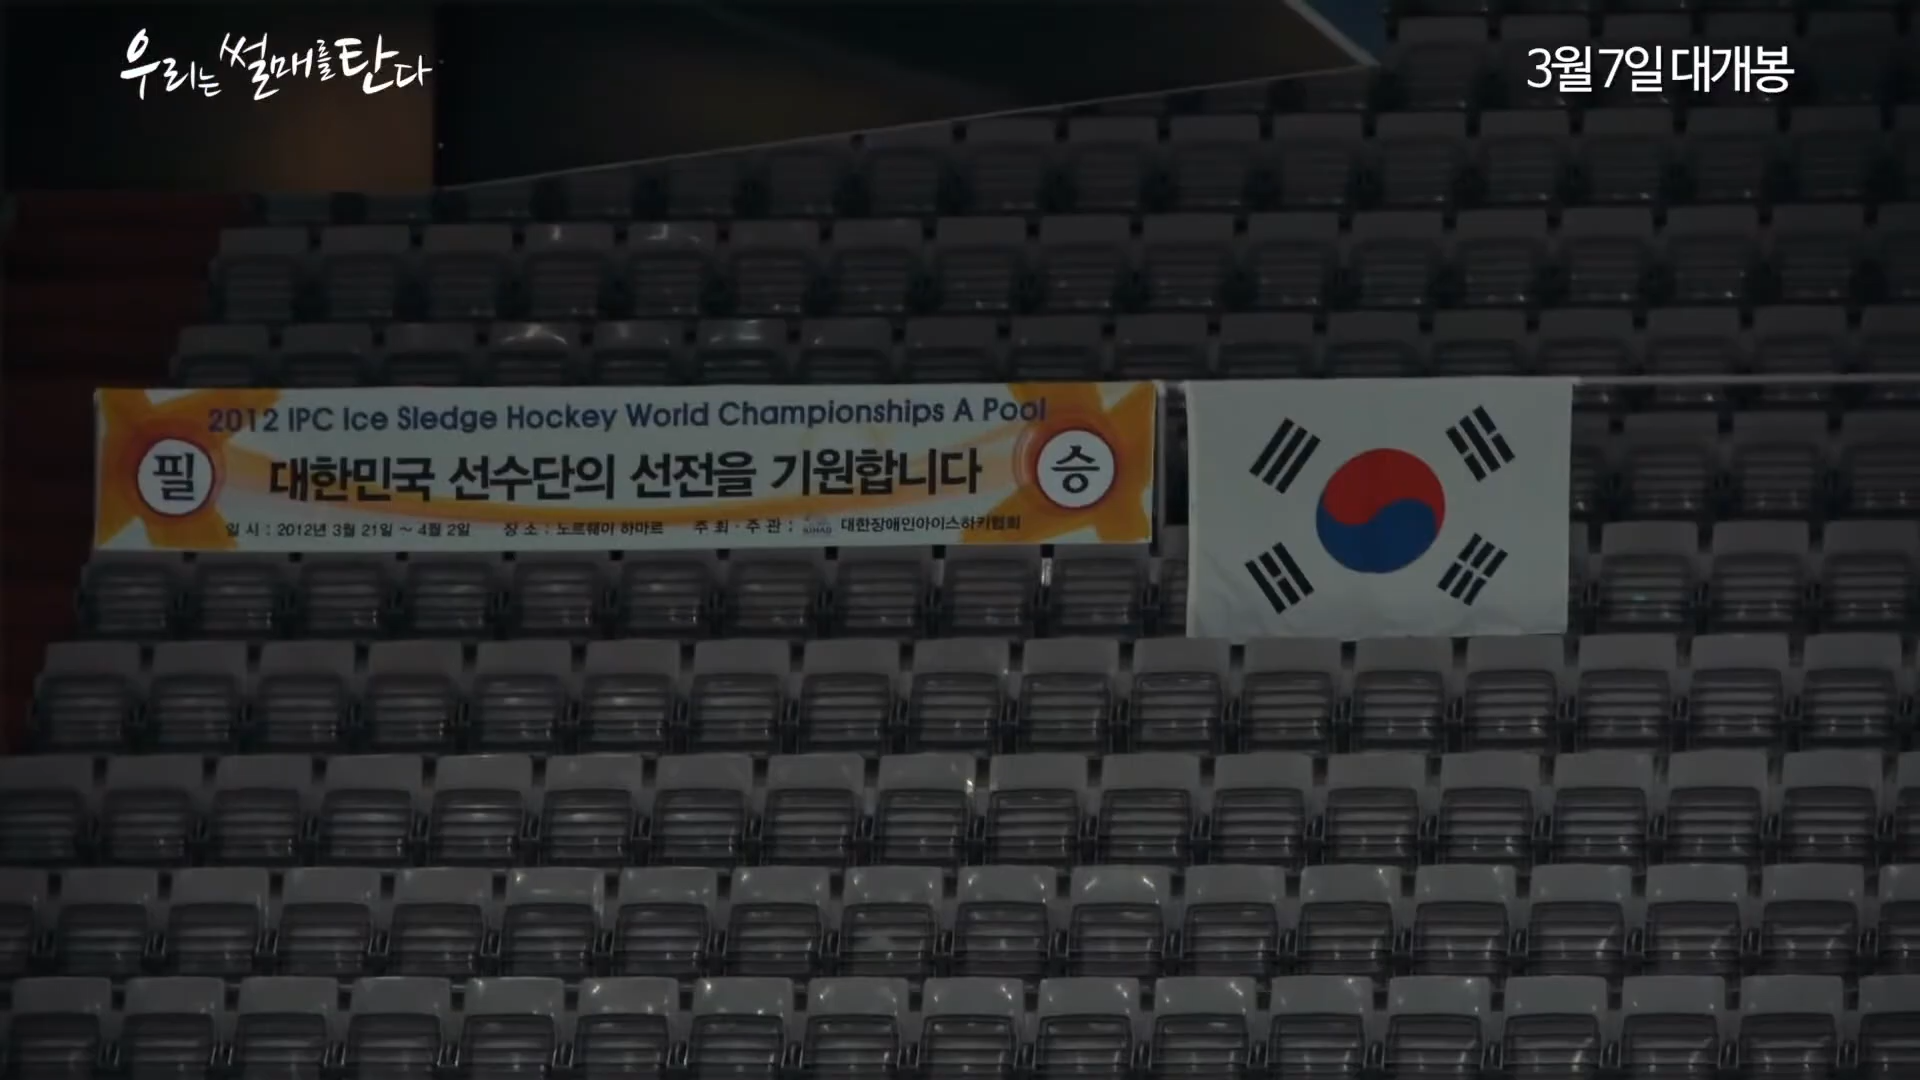 우리는 썰매를 탄다
3월 7일 대개봉
2012 IPC Ice Sledge Hockey World Championships A Pool
필 대한민국 선수단의 선전을 기원합니다 승
일 시 : 2012년 3월 21일 ~ 4월 2일 장 소 : 노르웨이 하마르 주 최 · 주 관 : 대한장애인아이스하키협회